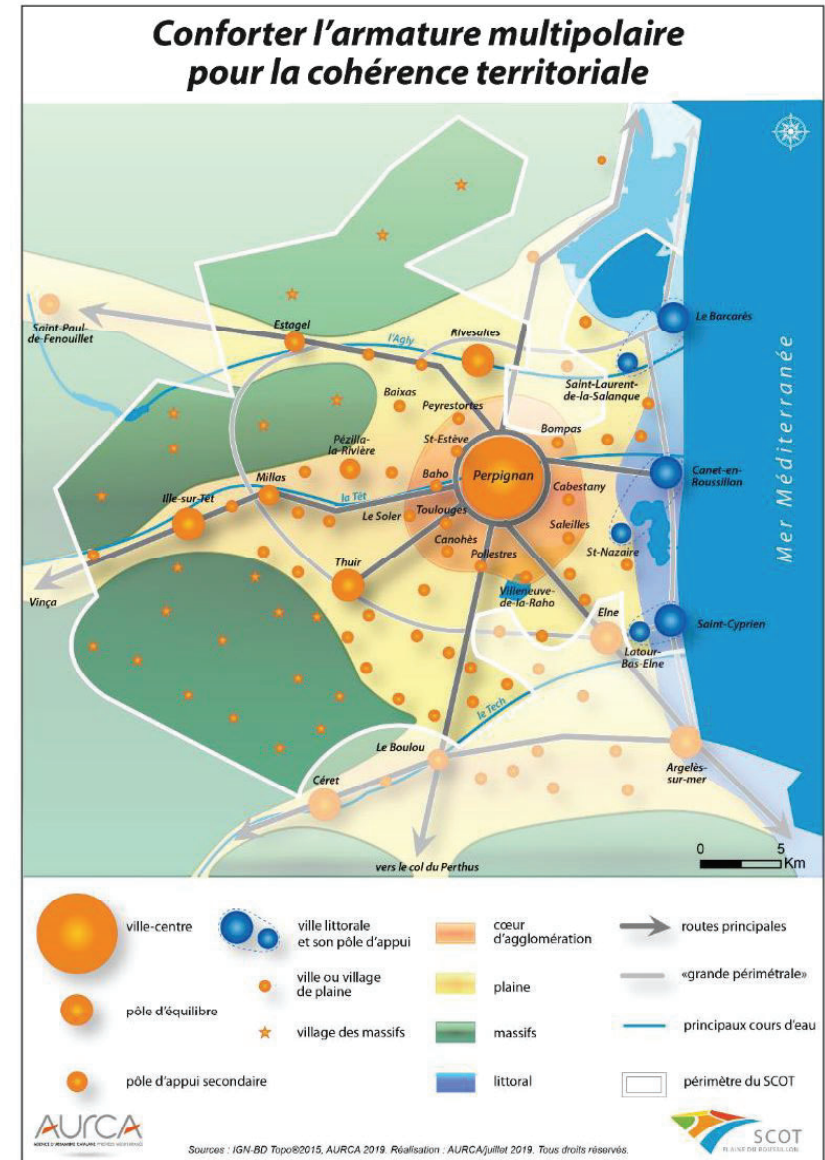 Conforter l'armature multipolaire
pour la cohérence territoriale
Le Barcarès
Estagel
l'Agly
Rivesaltes
Saint-Paul-
de-Fenouillet
Saint-Laurent-
de-la-Salanque
Baixas
Peyrestortes
Bompas
Pézilla-
la-Rivière
St-Estève
Perpignan
Canet-en-
Roussillon
Mer Méditerranée
Millas
Baho
Ille-sur-Têt
la Têt
Cabestany
Le Soler
Toulouges
Saleilles
Canohès
St-Nazaire
Pollestres
Thuir
Villeneuve-
de-la-Raho
Vinça
Elne
Saint-Cyprien
Latour-
Bas-Elne
le Tech
Le Boulou
Céret
Argelès-
sur-mer
vers le col du Perthus
0 5
Km
ville-centre
pôle d'équilibre
pôle d'appui secondaire
ville littorale
et son pôle d'appui
ville ou village
de plaine
village des massifs
cœur
d'agglomération
plaine
massifs
littoral
routes principales
«grande périmétrale»
principaux cours d'eau
périmètre du SCOT
AURCA
Sources : IGN-BD Topo®2015, AURCA 2019. Réalisation : AURCA/juillet 2019. Tous droits réservés.
SCOT
PLAINE DU ROUSSILLON